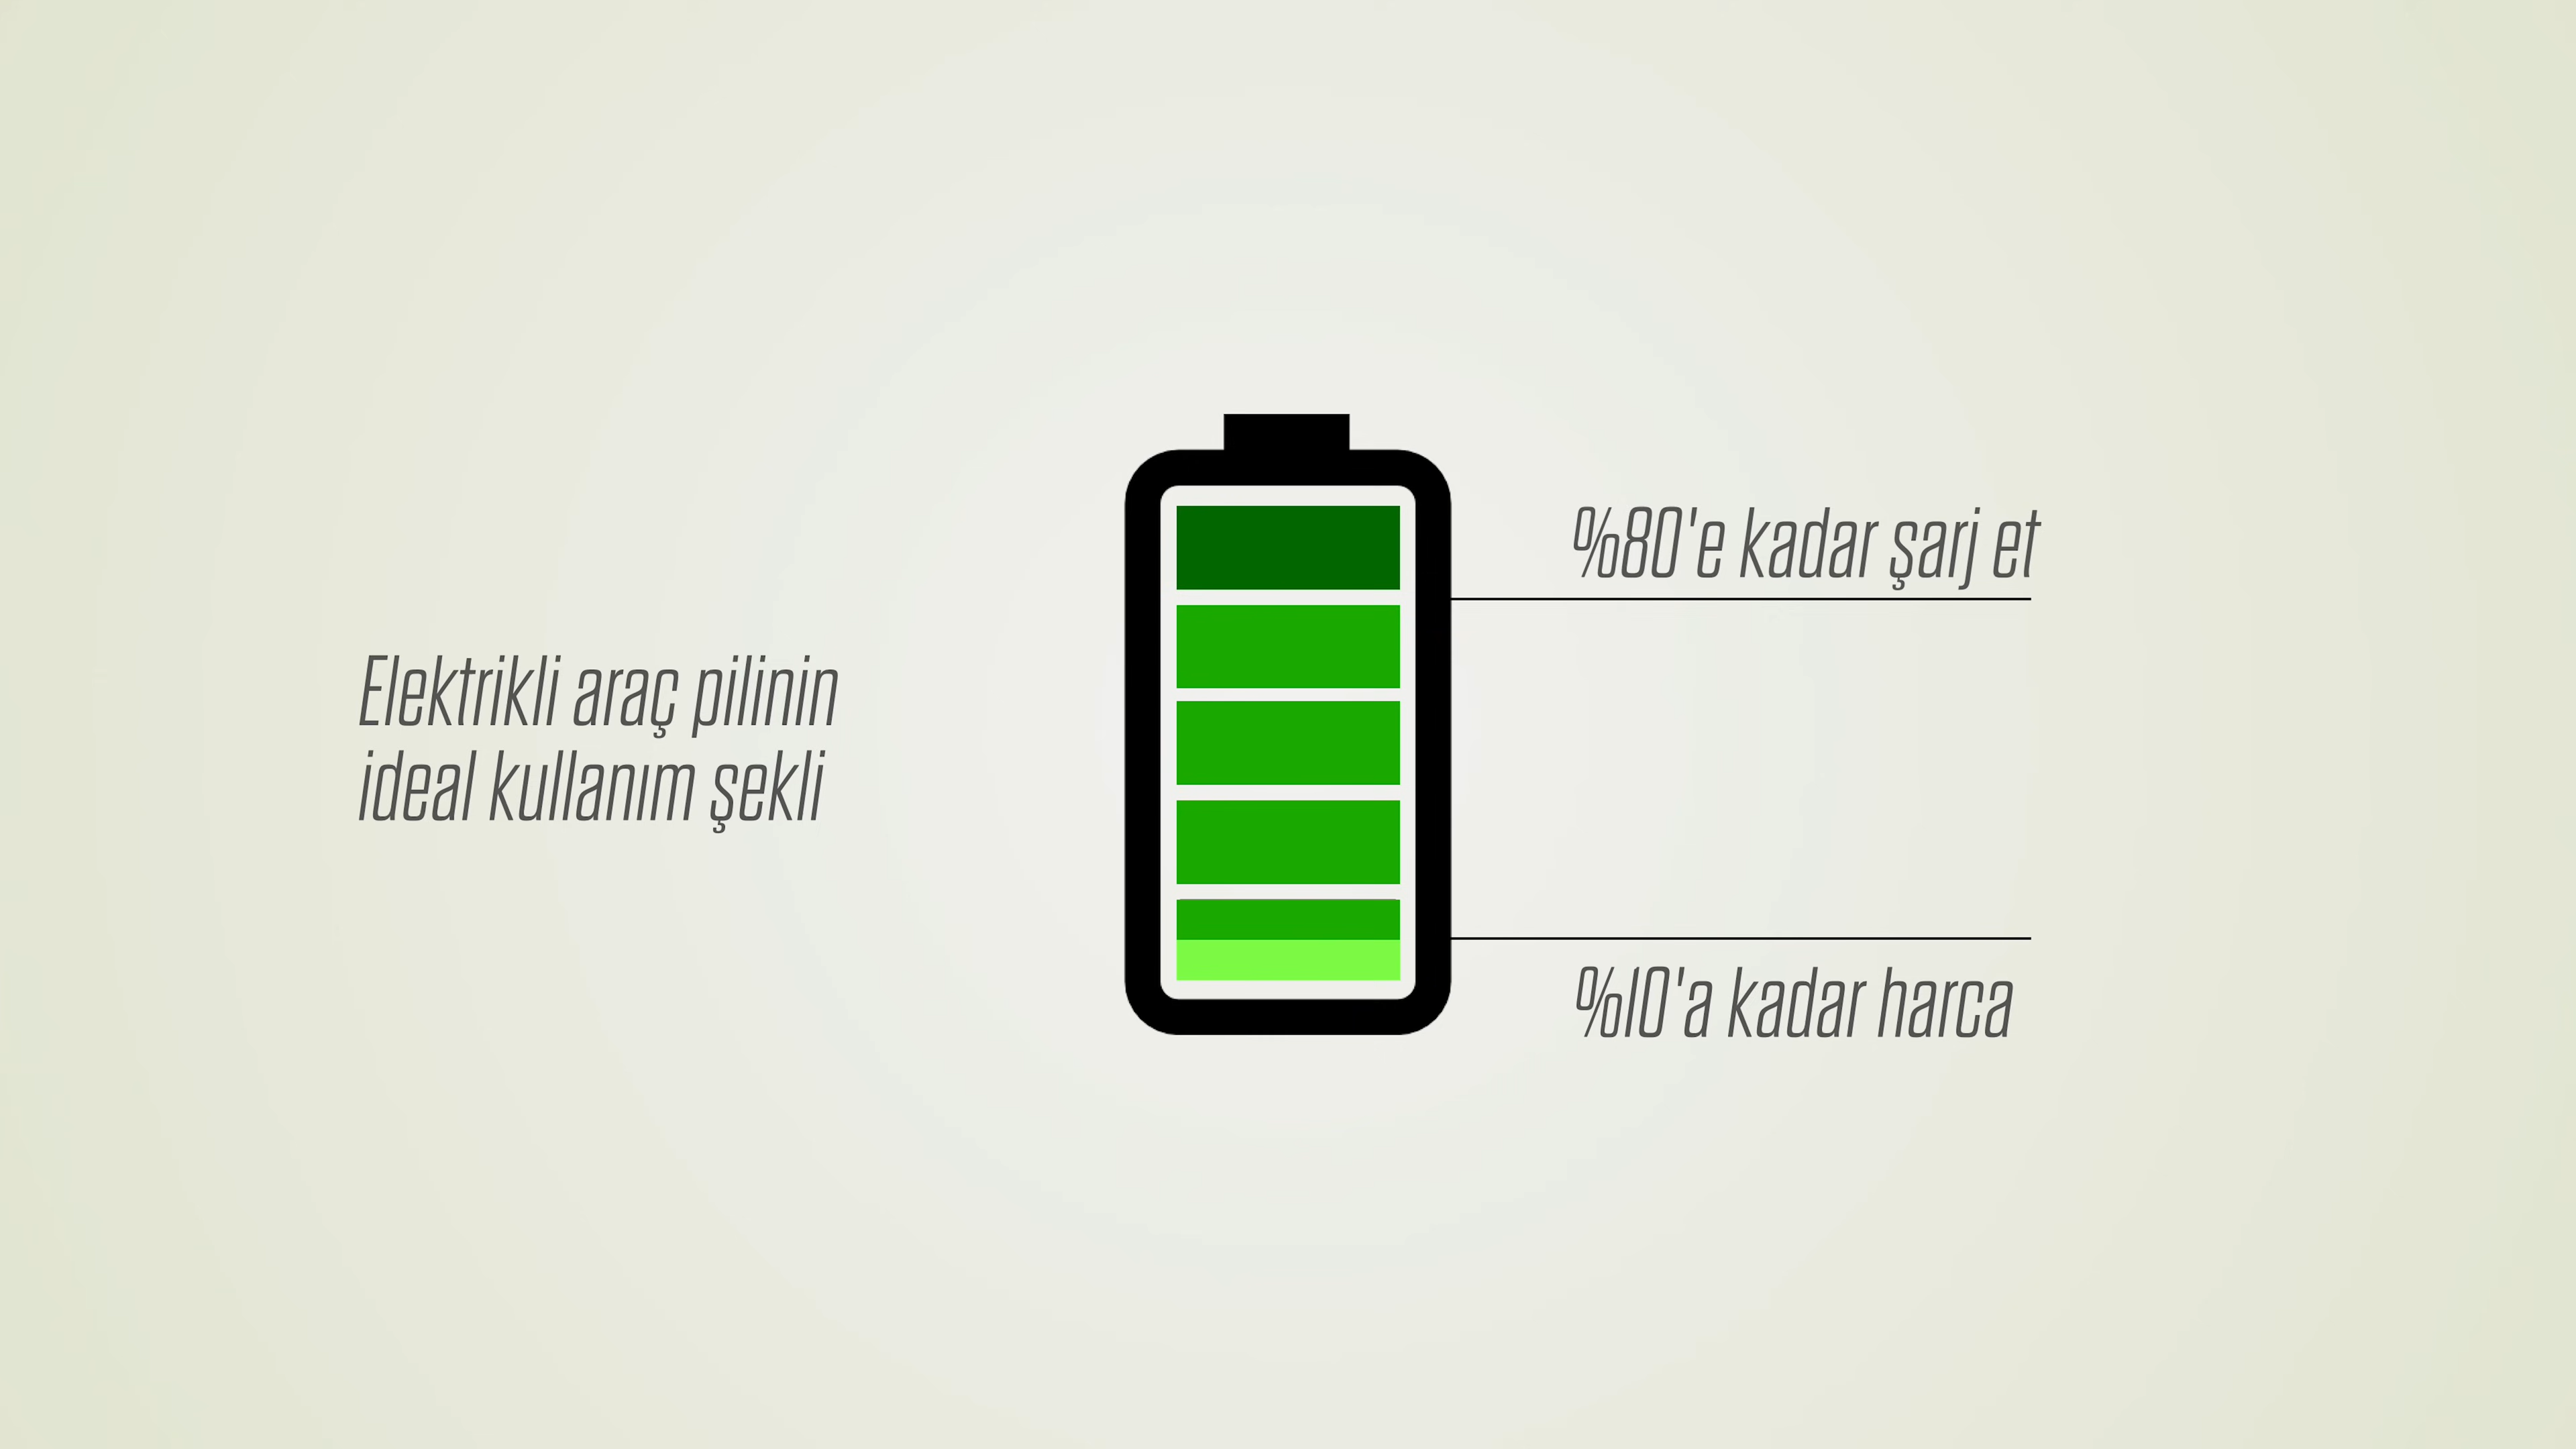 Elektrikli araç pilinin
ideal kullanım şekli
%80'e kadar şarj et
%10'a kadar harca